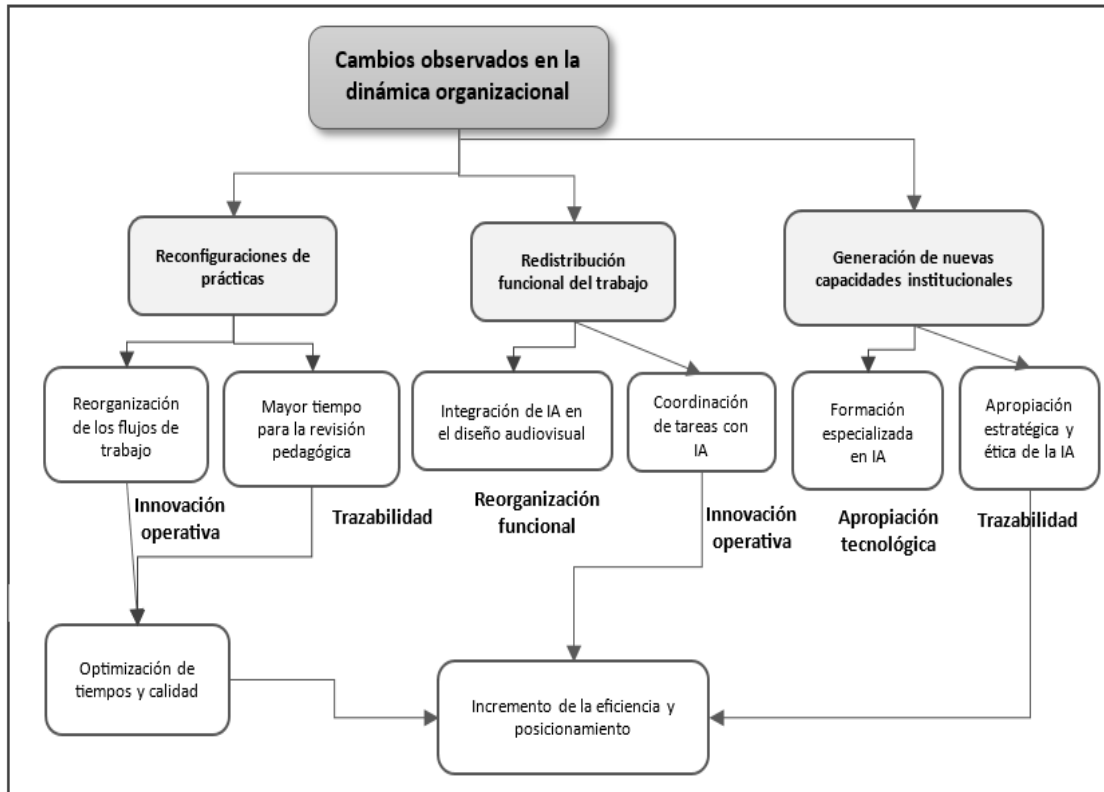 Cambios observados en la
dinámica organizacional
Reconfiguraciones de
prácticas
Redistribución
funcional del trabajo
Generación de nuevas
capacidades institucionales
Reorganización
de los flujos de
trabajo
Mayor tiempo
para la revisión
pedagógica
Integración de IA en
el diseño audiovisual
Coordinación
de tareas con
IA
Formación
especializada
en IA
Apropiación
estratégica y
ética de la IA
Innovación
operativa
Trazabilidad
Reorganización
funcional
Innovación
operativa
Apropiación
tecnológica
Trazabilidad
Optimización de
tiempos y calidad
Incremento de la eficiencia y
posicionamiento